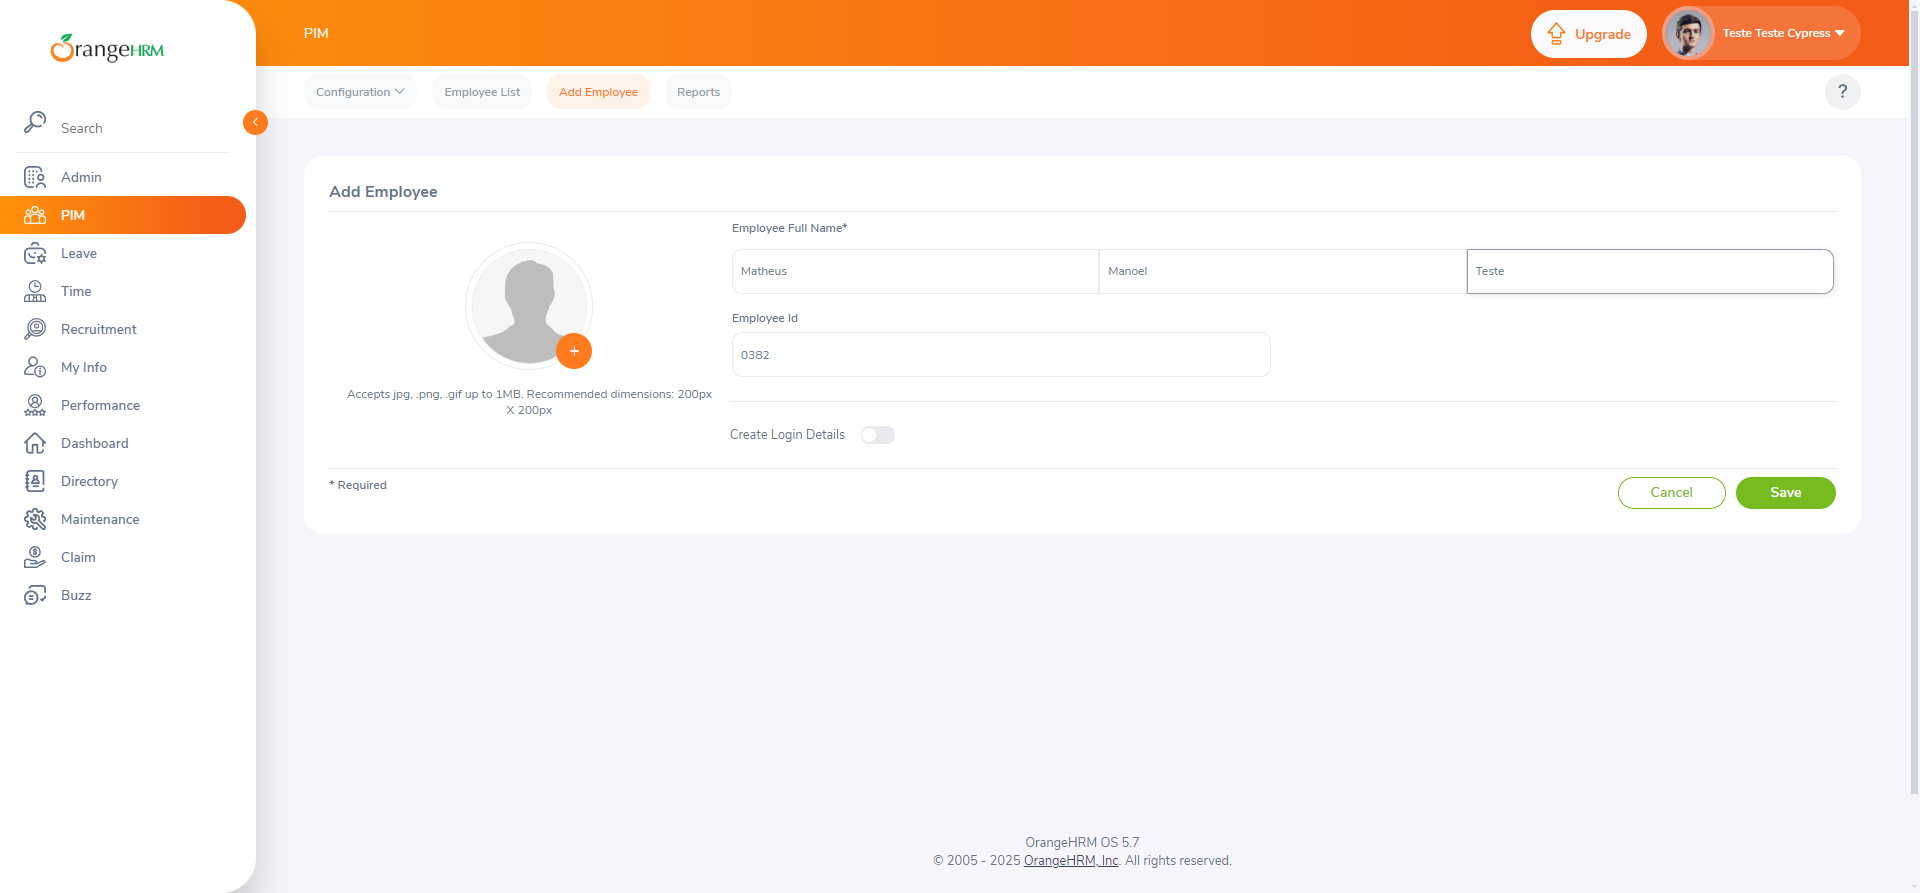 OrangeHRM
PIM
Upgrade
Teste Teste Cypress
Configuration
Employee List
Add Employee
Reports
?
Search
Admin
PIM
Leave
Time
Recruitment
My Info
Performance
Dashboard
Directory
Maintenance
Claim
Buzz
Add Employee
Employee Full Name*
Matheus
Manoel
Teste
Employee Id
0382
Accepts jpg, .png, .gif up to 1MB. Recommended dimensions: 200px
X 200px
Create Login Details
* Required
Cancel
Save
OrangeHRM OS 5.7
© 2005 - 2025 OrangeHRM, Inc. All rights reserved.